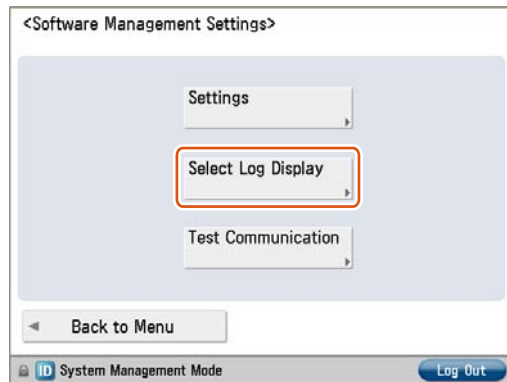 <Software Management Settings>
Settings
Select Log Display
Test Communication
Back to Menu
ID System Management Mode
Log Out